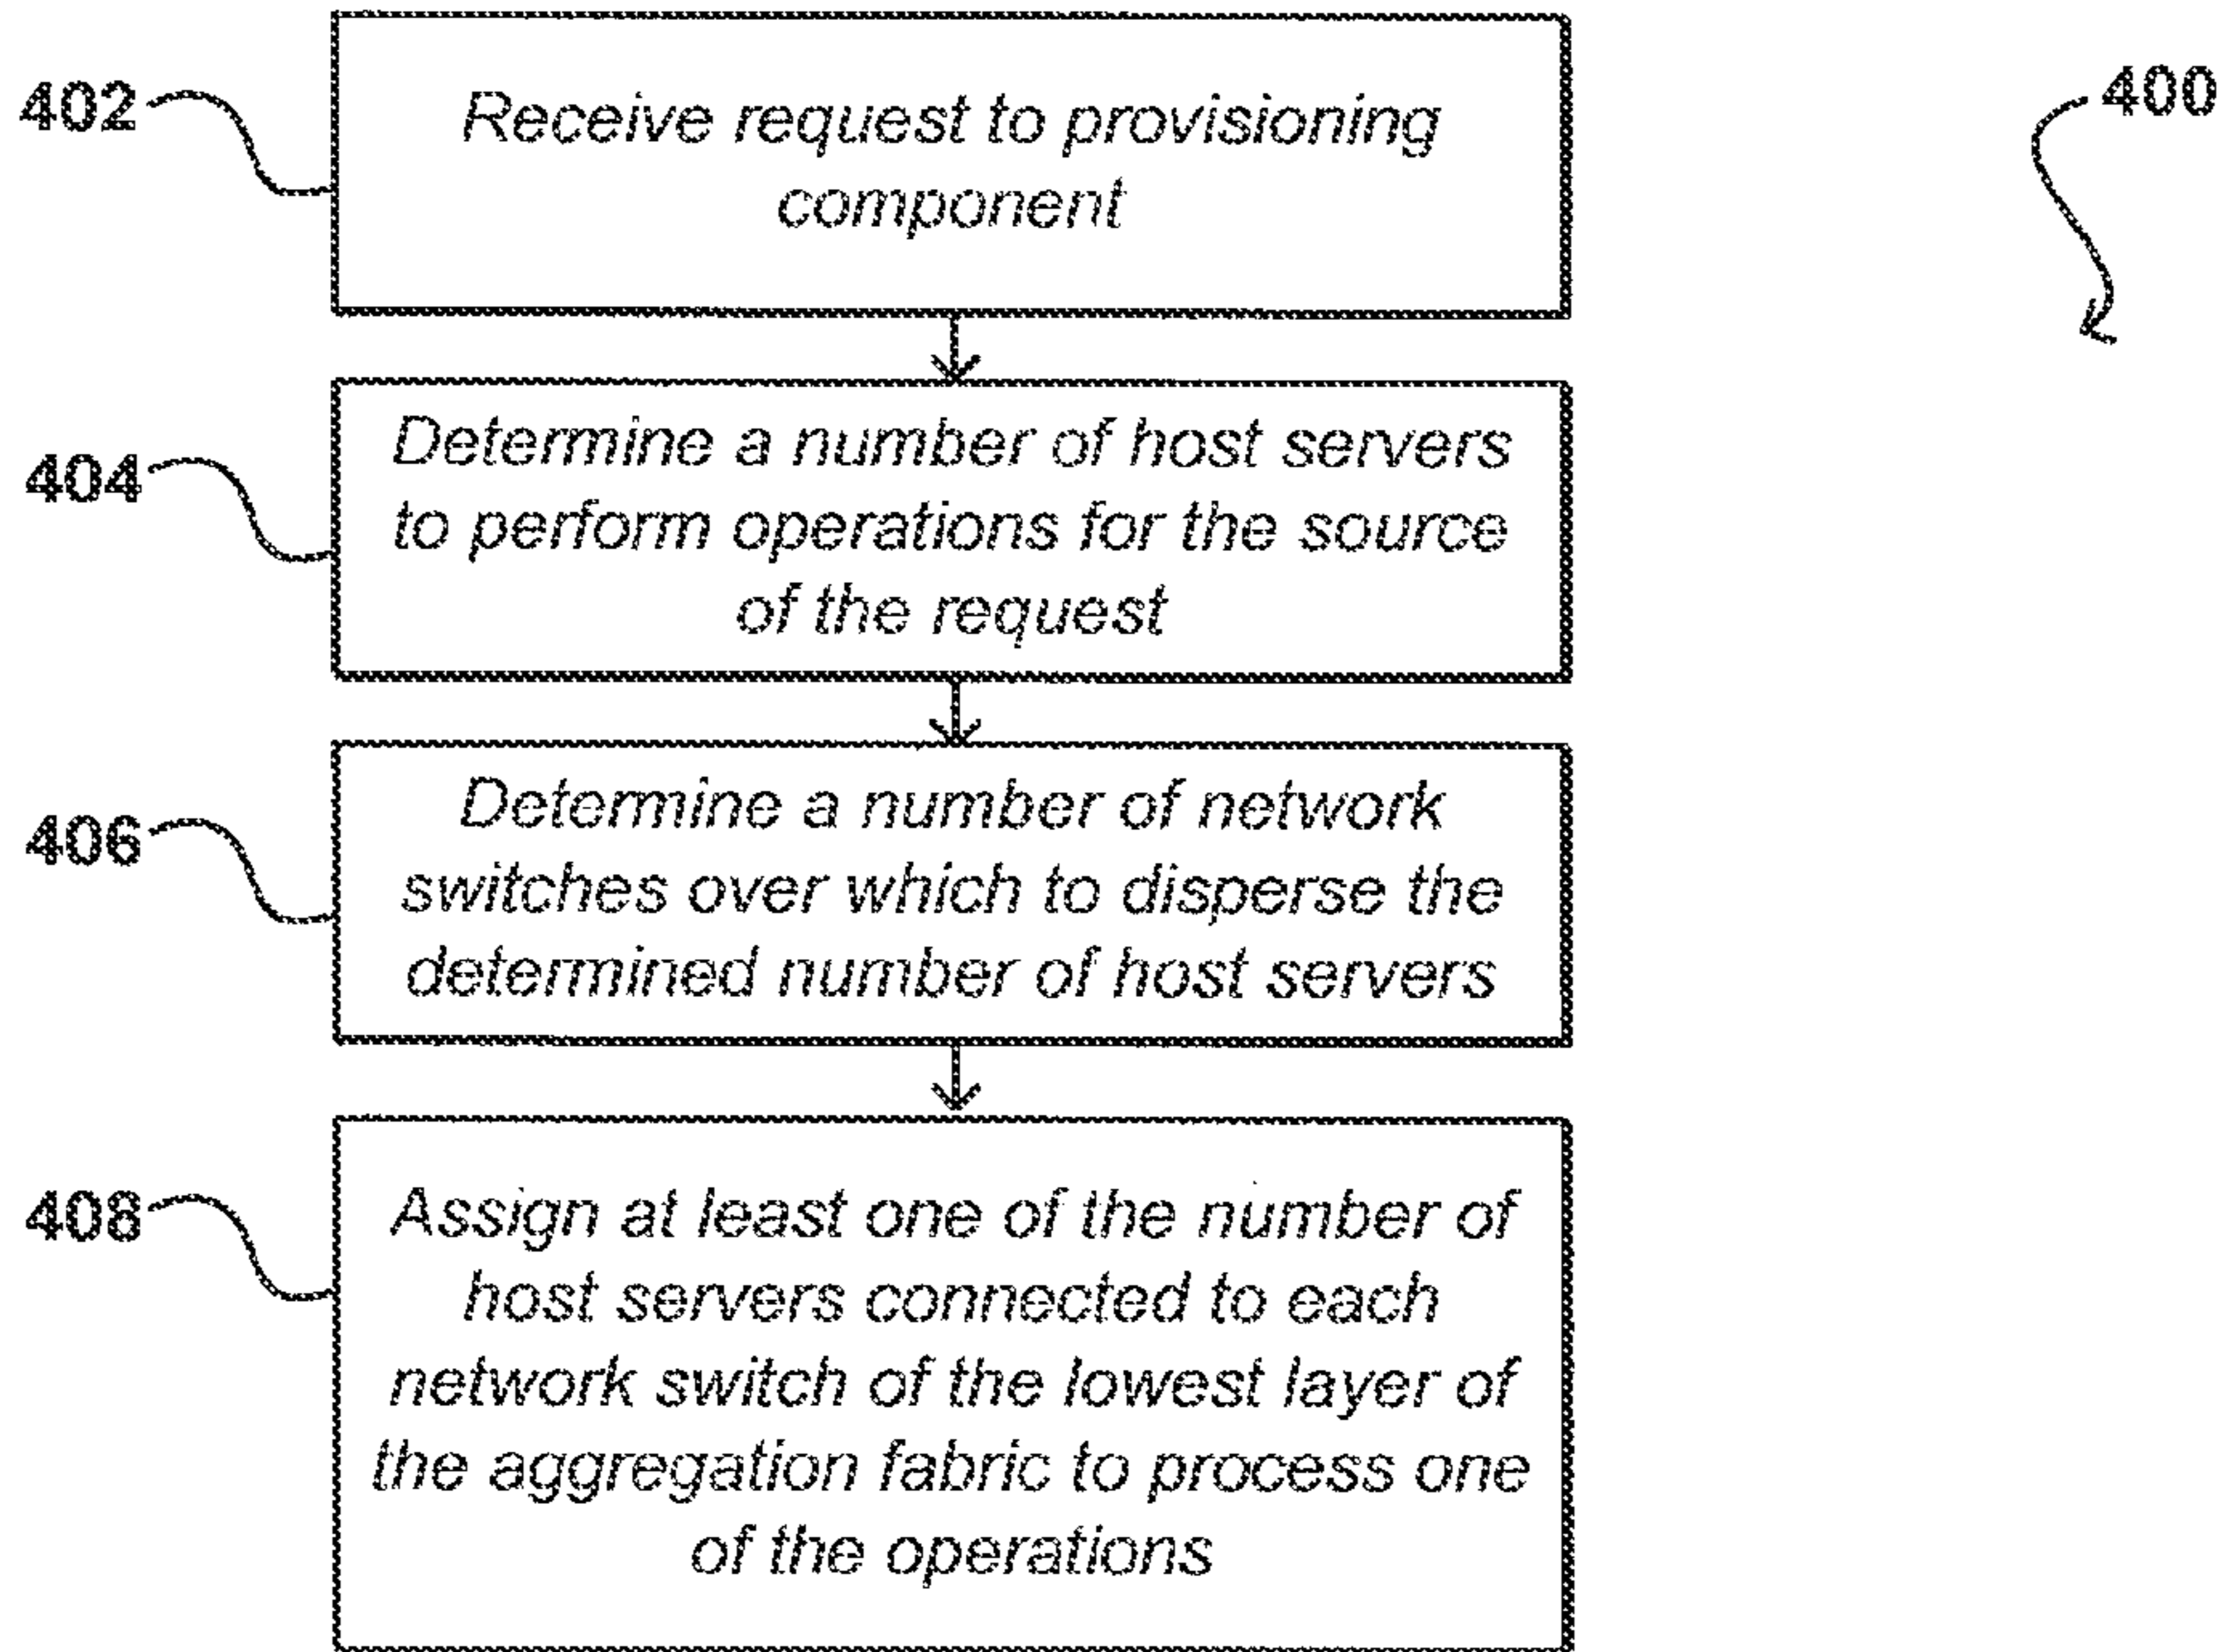 402
Receive request to provisioning
component
400
404
Determine a number of host servers
to perform operations for the source
of the request
406
Determine a number of network
switches over which to disperse the
determined number of host servers
408
Assign at least one of the number of
host servers connected to each
network switch of the lowest layer of
the aggregation fabric to process one
of the operations